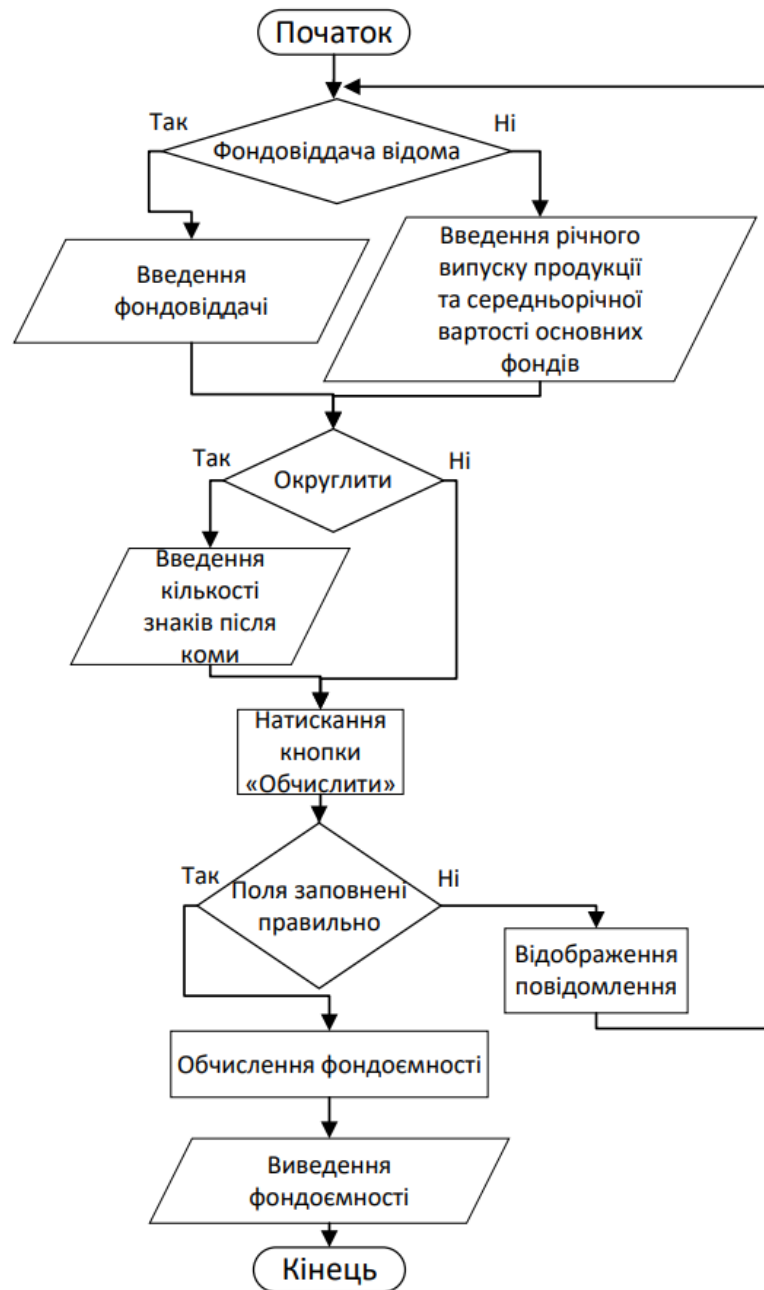 Початок
Так
Ні
Фондовіддача відома
Введення
фондовіддачі
Введення річного
випуску продукції
та середньорічної
вартості основних
фондів
Так
Ні
Округлити
Введення
кількості
знаків після
коми
Натискання
кнопки
«Обчислити»
Так
Ні
Поля заповнені
правильно
Відображення
повідомлення
Обчислення фондоємності
Виведення
фондоємності
Кінець